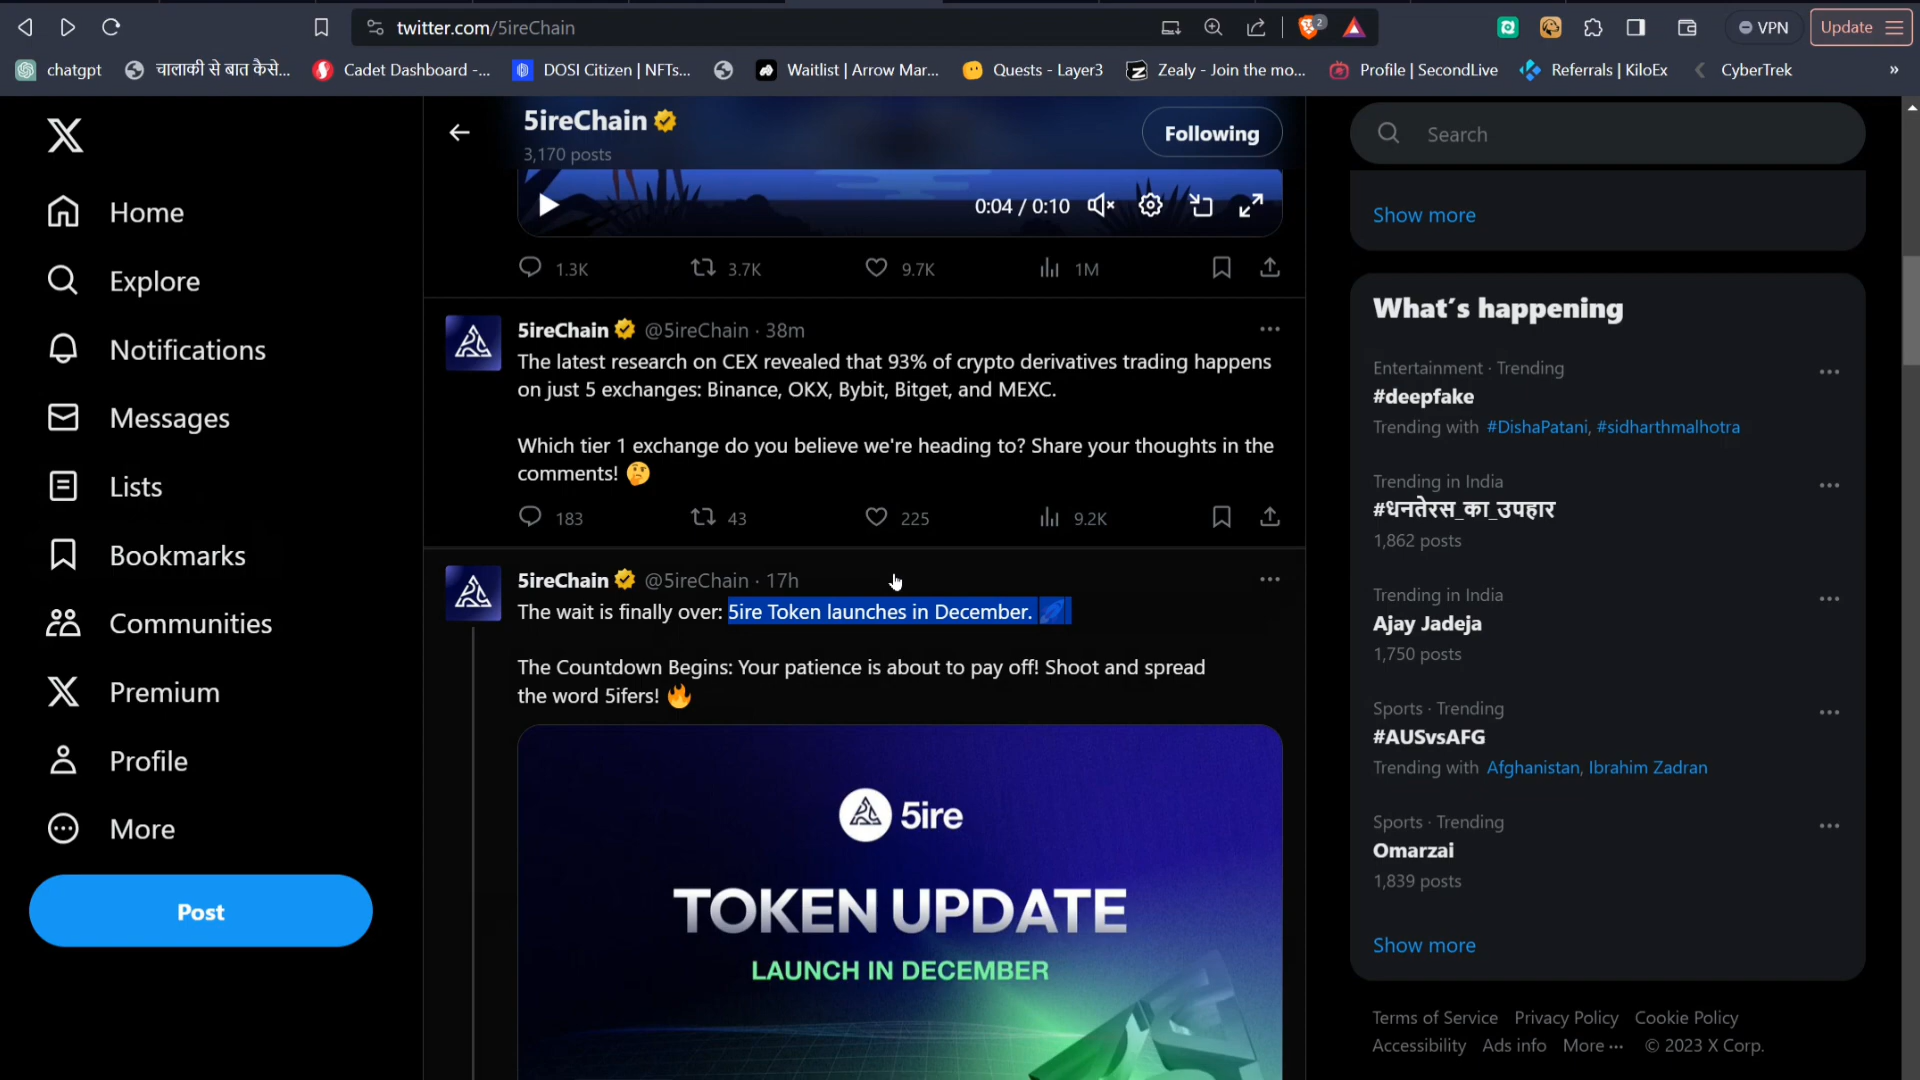 twitter.com/5ireChain
2
VPN
Update
chatgpt
चालाकी से बात कैसे...
Cadet Dashboard -...
DOSI Citizen | NFTs...
Waitlist | Arrow Mar...
Quests - Layer3
Zealy - Join the mo...
Profile | SecondLive
Referrals | KiloEx
CyberTrek
»
Home
Explore
Notifications
Messages
Lists
Bookmarks
Communities
Premium
Profile
More
Post
5ireChain
3,170 posts
Following
0:04 / 0:10
1.3K 3.7K 9.7K 1M
5ireChain @5ireChain · 38m
The latest research on CEX revealed that 93% of crypto derivatives trading happens
on just 5 exchanges: Binance, OKX, Bybit, Bitget, and MEXC.
Which tier 1 exchange do you believe we're heading to? Share your thoughts in the
comments! 🤔
183 43 225 9.2K
5ireChain @5ireChain · 17h
The wait is finally over: 5ire Token launches in December. 🚀
The Countdown Begins: Your patience is about to pay off! Shoot and spread
the word 5ifers! 🔥
5ire
TOKEN UPDATE
LAUNCH IN DECEMBER
Search
Show more
What's happening
Entertainment · Trending
#deepfake
Trending with #DishaPatani, #sidharthmalhotra
Trending in India
#धनतेरस_का_उपहार
1,862 posts
Trending in India
Ajay Jadeja
1,750 posts
Sports · Trending
#AUSvsAFG
Trending with Afghanistan, Ibrahim Zadran
Sports · Trending
Omarzai
1,839 posts
Show more
Terms of Service Privacy Policy Cookie Policy
Accessibility Ads info More ··· © 2023 X Corp.